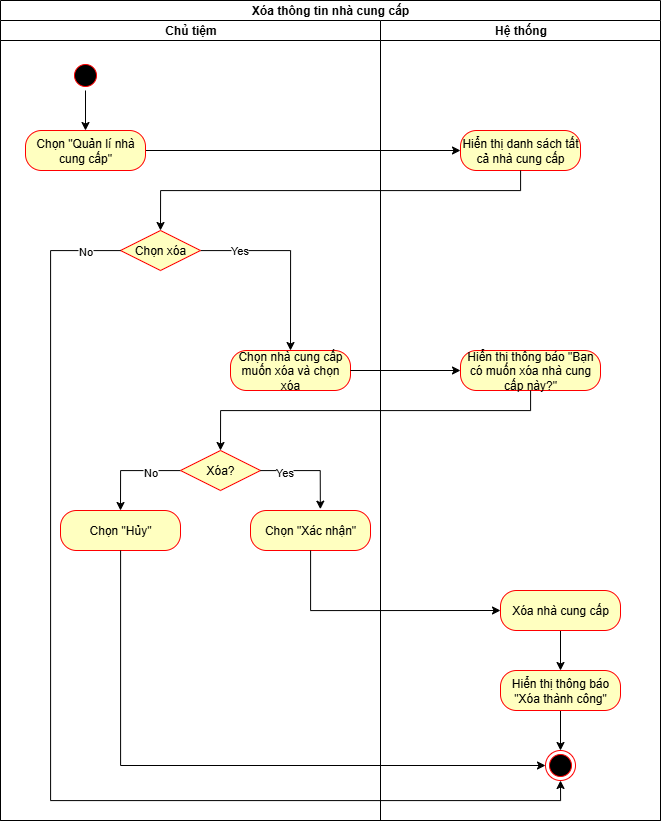 Xóa thông tin nhà cung cấp
Chủ tiệm
Hệ thống
Chọn "Quản lí nhà
cung cấp"
Hiển thị danh sách tất
cả nhà cung cấp
No
Chọn xóa
Yes
Chọn nhà cung cấp
muốn xóa và chọn
xóa
Hiển thị thông báo "Bạn
có muốn xóa nhà cung
cấp này?"
No
Xóa?
Yes
Chọn "Hủy"
Chọn "Xác nhận"
Xóa nhà cung cấp
Hiển thị thông báo
"Xóa thành công"